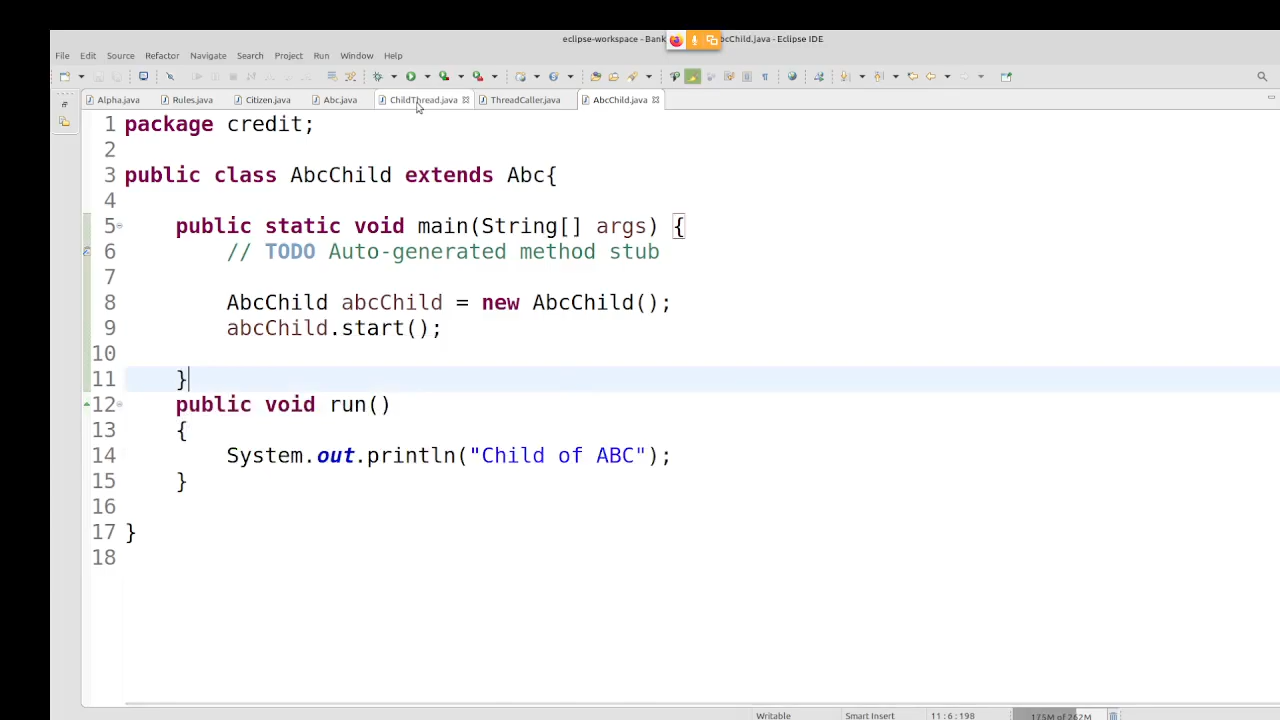 eclipse-workspace - Bank bcChild.java - Eclipse IDE
File Edit Source Refactor Navigate Search Project Run Window Help
Alpha.java Rules.java Citizen.java Abc.java ChildThread.java ThreadCaller.java AbcChild.java
1 package credit;
2
3 public class AbcChild extends Abc{
4
5 public static void main(String[] args) {
6 // TODO Auto-generated method stub
7
8 AbcChild abcChild = new AbcChild();
9 abcChild.start();
10
11 }
12 public void run()
13 {
14 System.out.println("Child of ABC");
15 }
16
17 }
18
Writable Smart Insert 11:6:198 175M of 262M